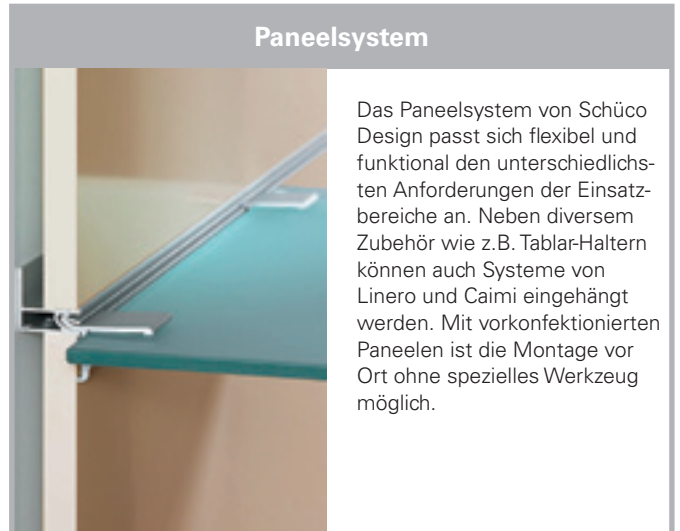 Paneelsystem
Das Paneelsystem von Schüco
Design passt sich flexibel und
funktional den unterschiedlichs-
ten Anforderungen der Einsatz-
bereiche an. Neben diversem
Zubehör wie z.B. Tablar-Haltern
können auch Systeme von
Linero und Caimi eingehängt
werden. Mit vorkonfektionierten
Paneelen ist die Montage vor
Ort ohne spezielles Werkzeug
möglich.